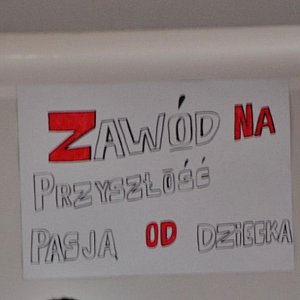 ZAWÓD NA
PRZYSZŁOŚĆ
PASJA OD DZIECKA